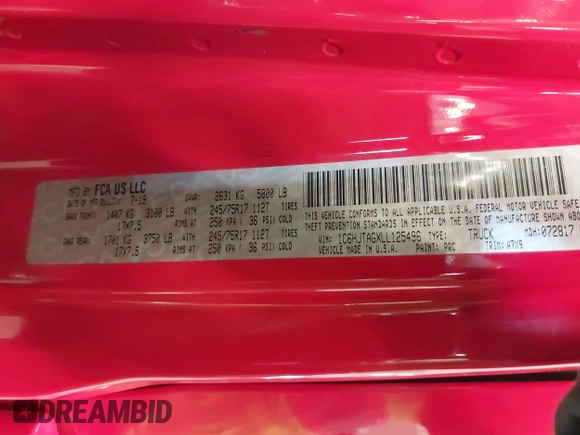 MFD BY FCA US LLC
DATE OF MFR 7-19 GVWR: 2631 KG 5800 LB
GAWR FRONT: 1407 KG 3100 LB WITH 245/75R17 112T
17X7.5 RIMS AT 250 KPA ( 36 PSI) COLD
GAWR REAR: 1701 KG 3750 LB WITH 245/75R17 112T
17X7.5 RIMS AT 250 KPA ( 36 PSI) COLD
THIS VEHICLE CONFORMS TO ALL APPLICABLE U.S.A. FEDERAL MOTOR VEHICLE SAFE
THEFT PREVENTION STANDARDS IN EFFECT ON THE DATE OF MANUFACTURE SHOWN ABO
VIN: 1C6HJTAGXLL125496 TYPE: TRUCK MDH: 072817
VEHICLE MADE IN U.S.A. PAINT: PRC TRIM: A7X9
DREAMBID